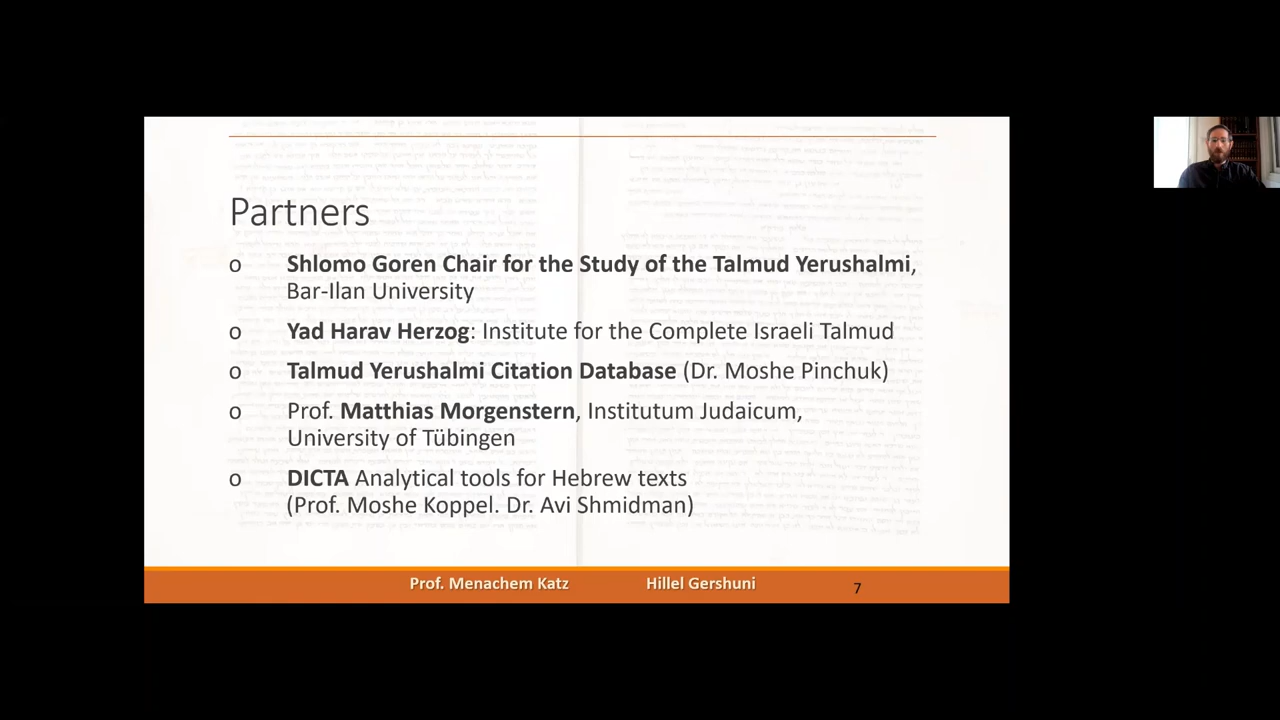 Partners
o Shlomo Goren Chair for the Study of the Talmud Yerushalmi,
Bar-Ilan University
o Yad Harav Herzog: Institute for the Complete Israeli Talmud
o Talmud Yerushalmi Citation Database (Dr. Moshe Pinchuk)
o Prof. Matthias Morgenstern, Institutum Judaicum,
University of Tübingen
o DICTA Analytical tools for Hebrew texts
(Prof. Moshe Koppel. Dr. Avi Shmidman)
Prof. Menachem Katz Hillel Gershuni 7